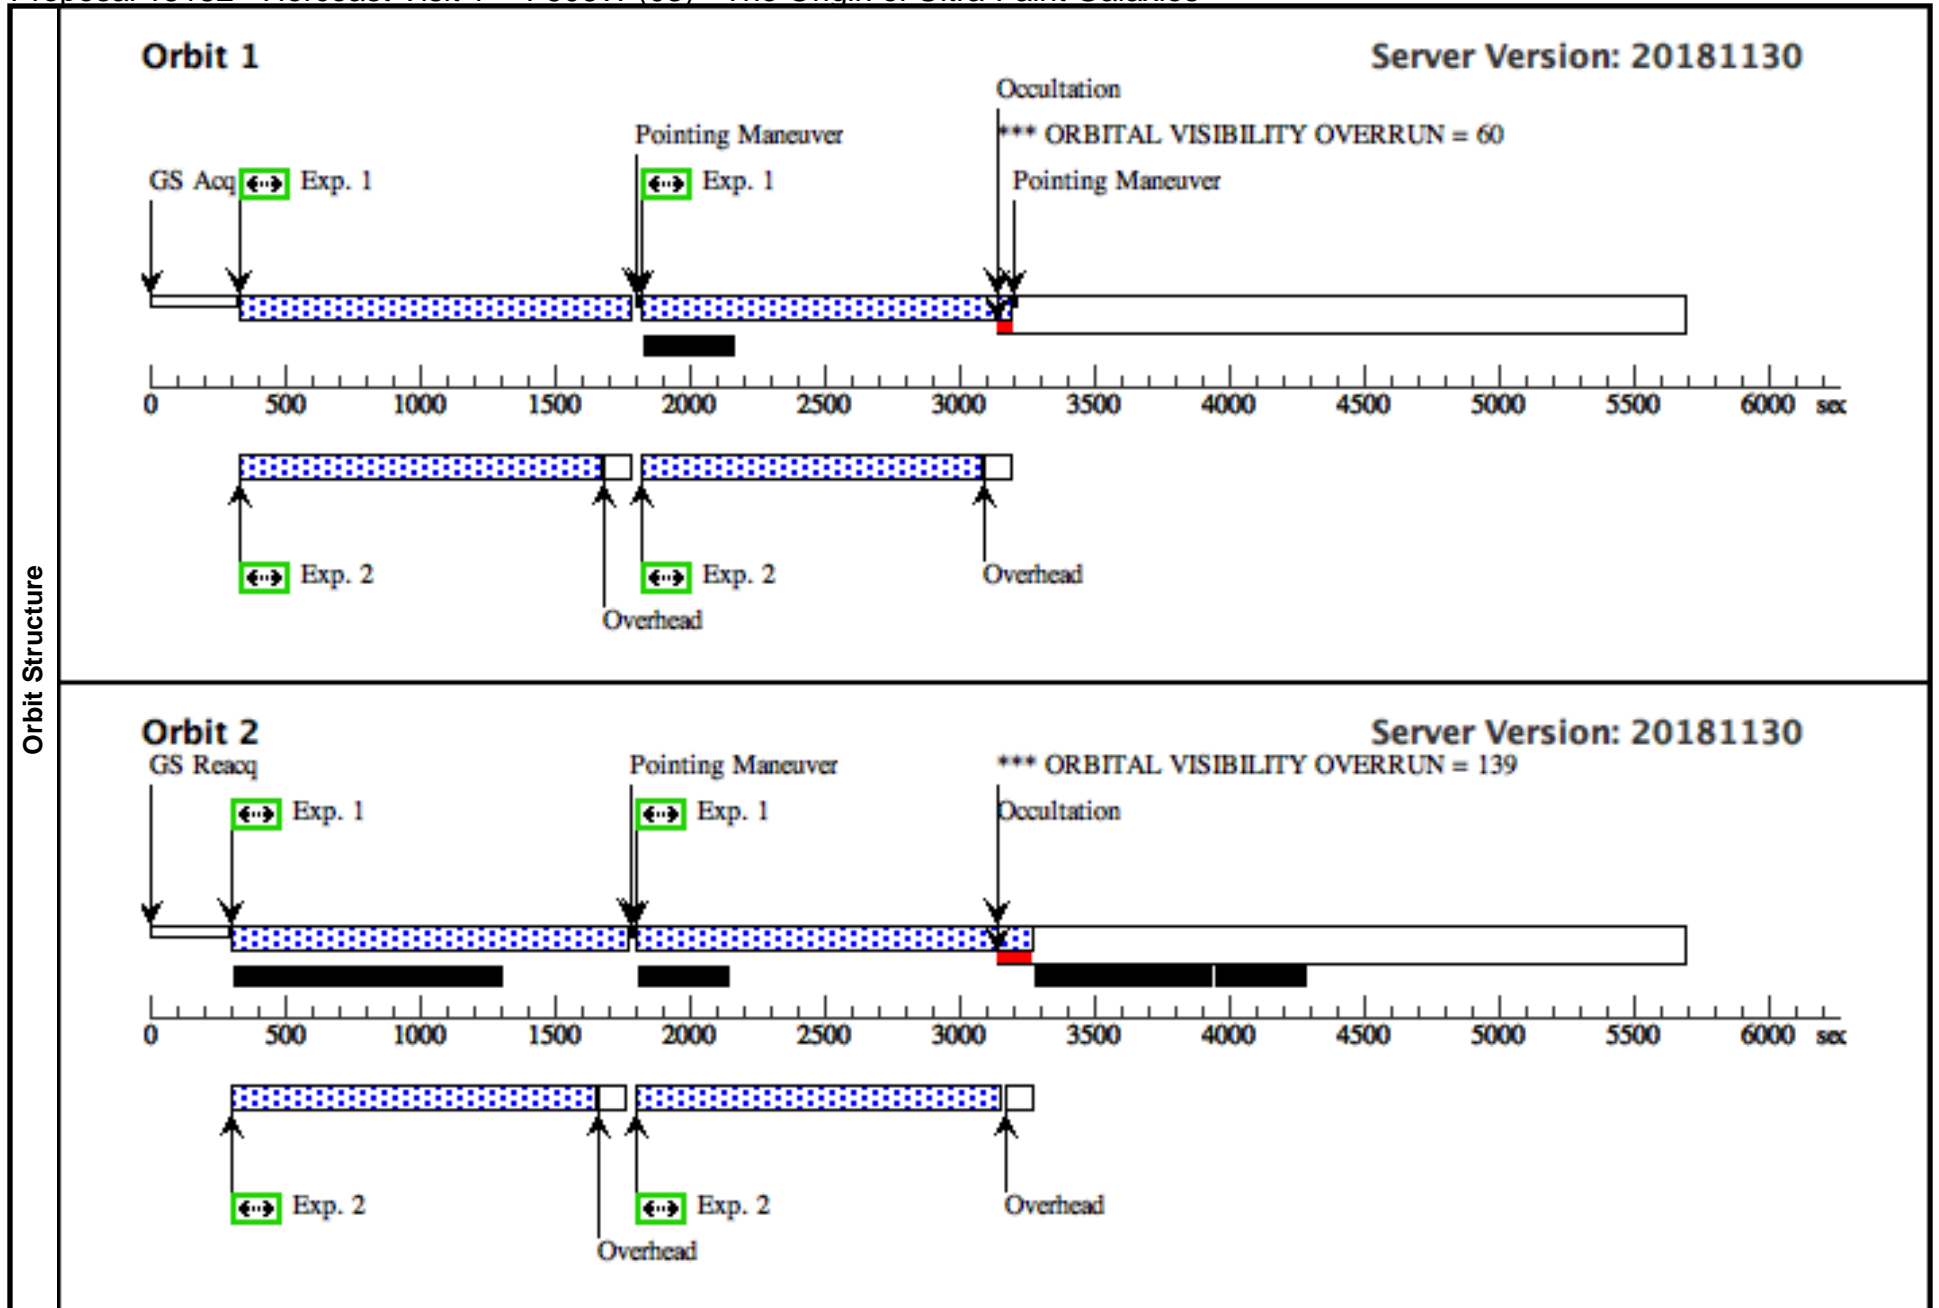 Orbit 1
Server Version: 20181130
Occultation
Pointing Maneuver
*** ORBITAL VISIBILITY OVERRUN = 60
GS Acq
Exp. 1
Exp. 1
Pointing Maneuver
0 500 1000 1500 2000 2500 3000 3500 4000 4500 5000 5500 6000 sec
Exp. 2
Exp. 2
Overhead
Overhead
Orbit Structure
Orbit 2
Server Version: 20181130
GS Reacq
Pointing Maneuver
*** ORBITAL VISIBILITY OVERRUN = 139
Exp. 1
Exp. 1
Occultation
0 500 1000 1500 2000 2500 3000 3500 4000 4500 5000 5500 6000 sec
Exp. 2
Exp. 2
Overhead
Overhead